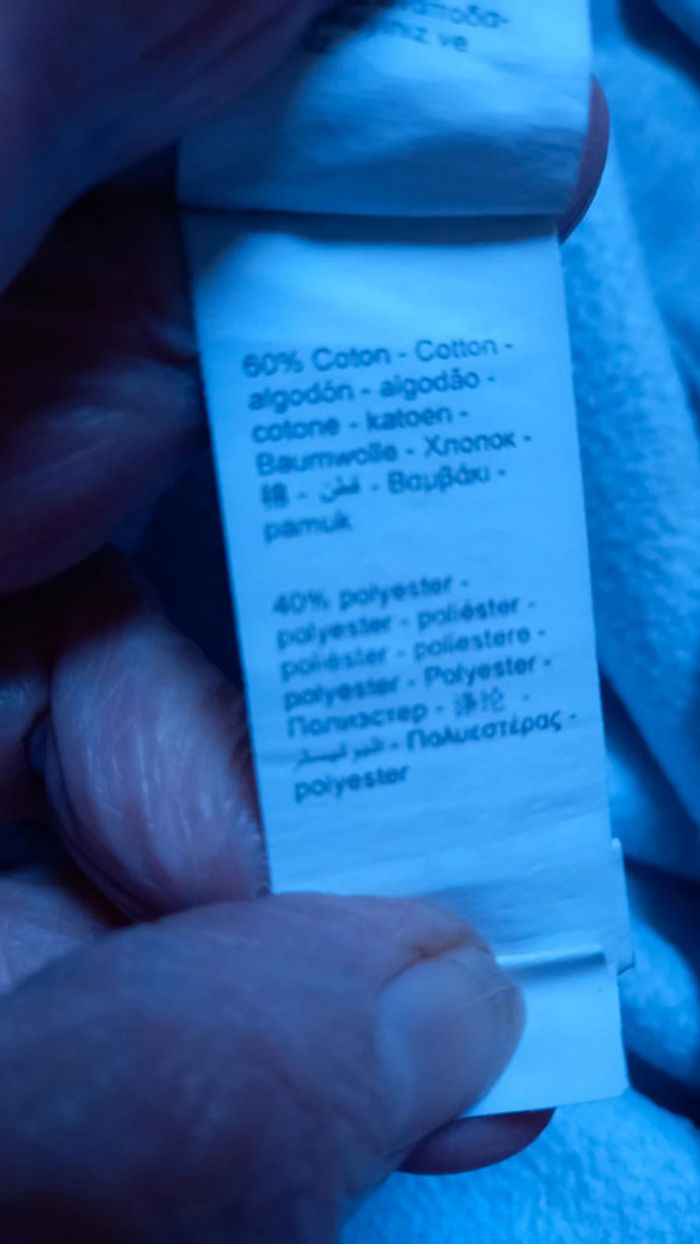 60% Coton - Cotton -
algodón - algodão -
cotone - katoen -
Baumwolle - Хлопок -
棉 - قطن - Βαμβάκι -
pamuk
40% polyester -
polyester - poliéster -
poliéster - poliestere -
polyester - Polyester -
Полиэстер - 涤纶 -
البوليستر - Πολυεστέρας -
polyester